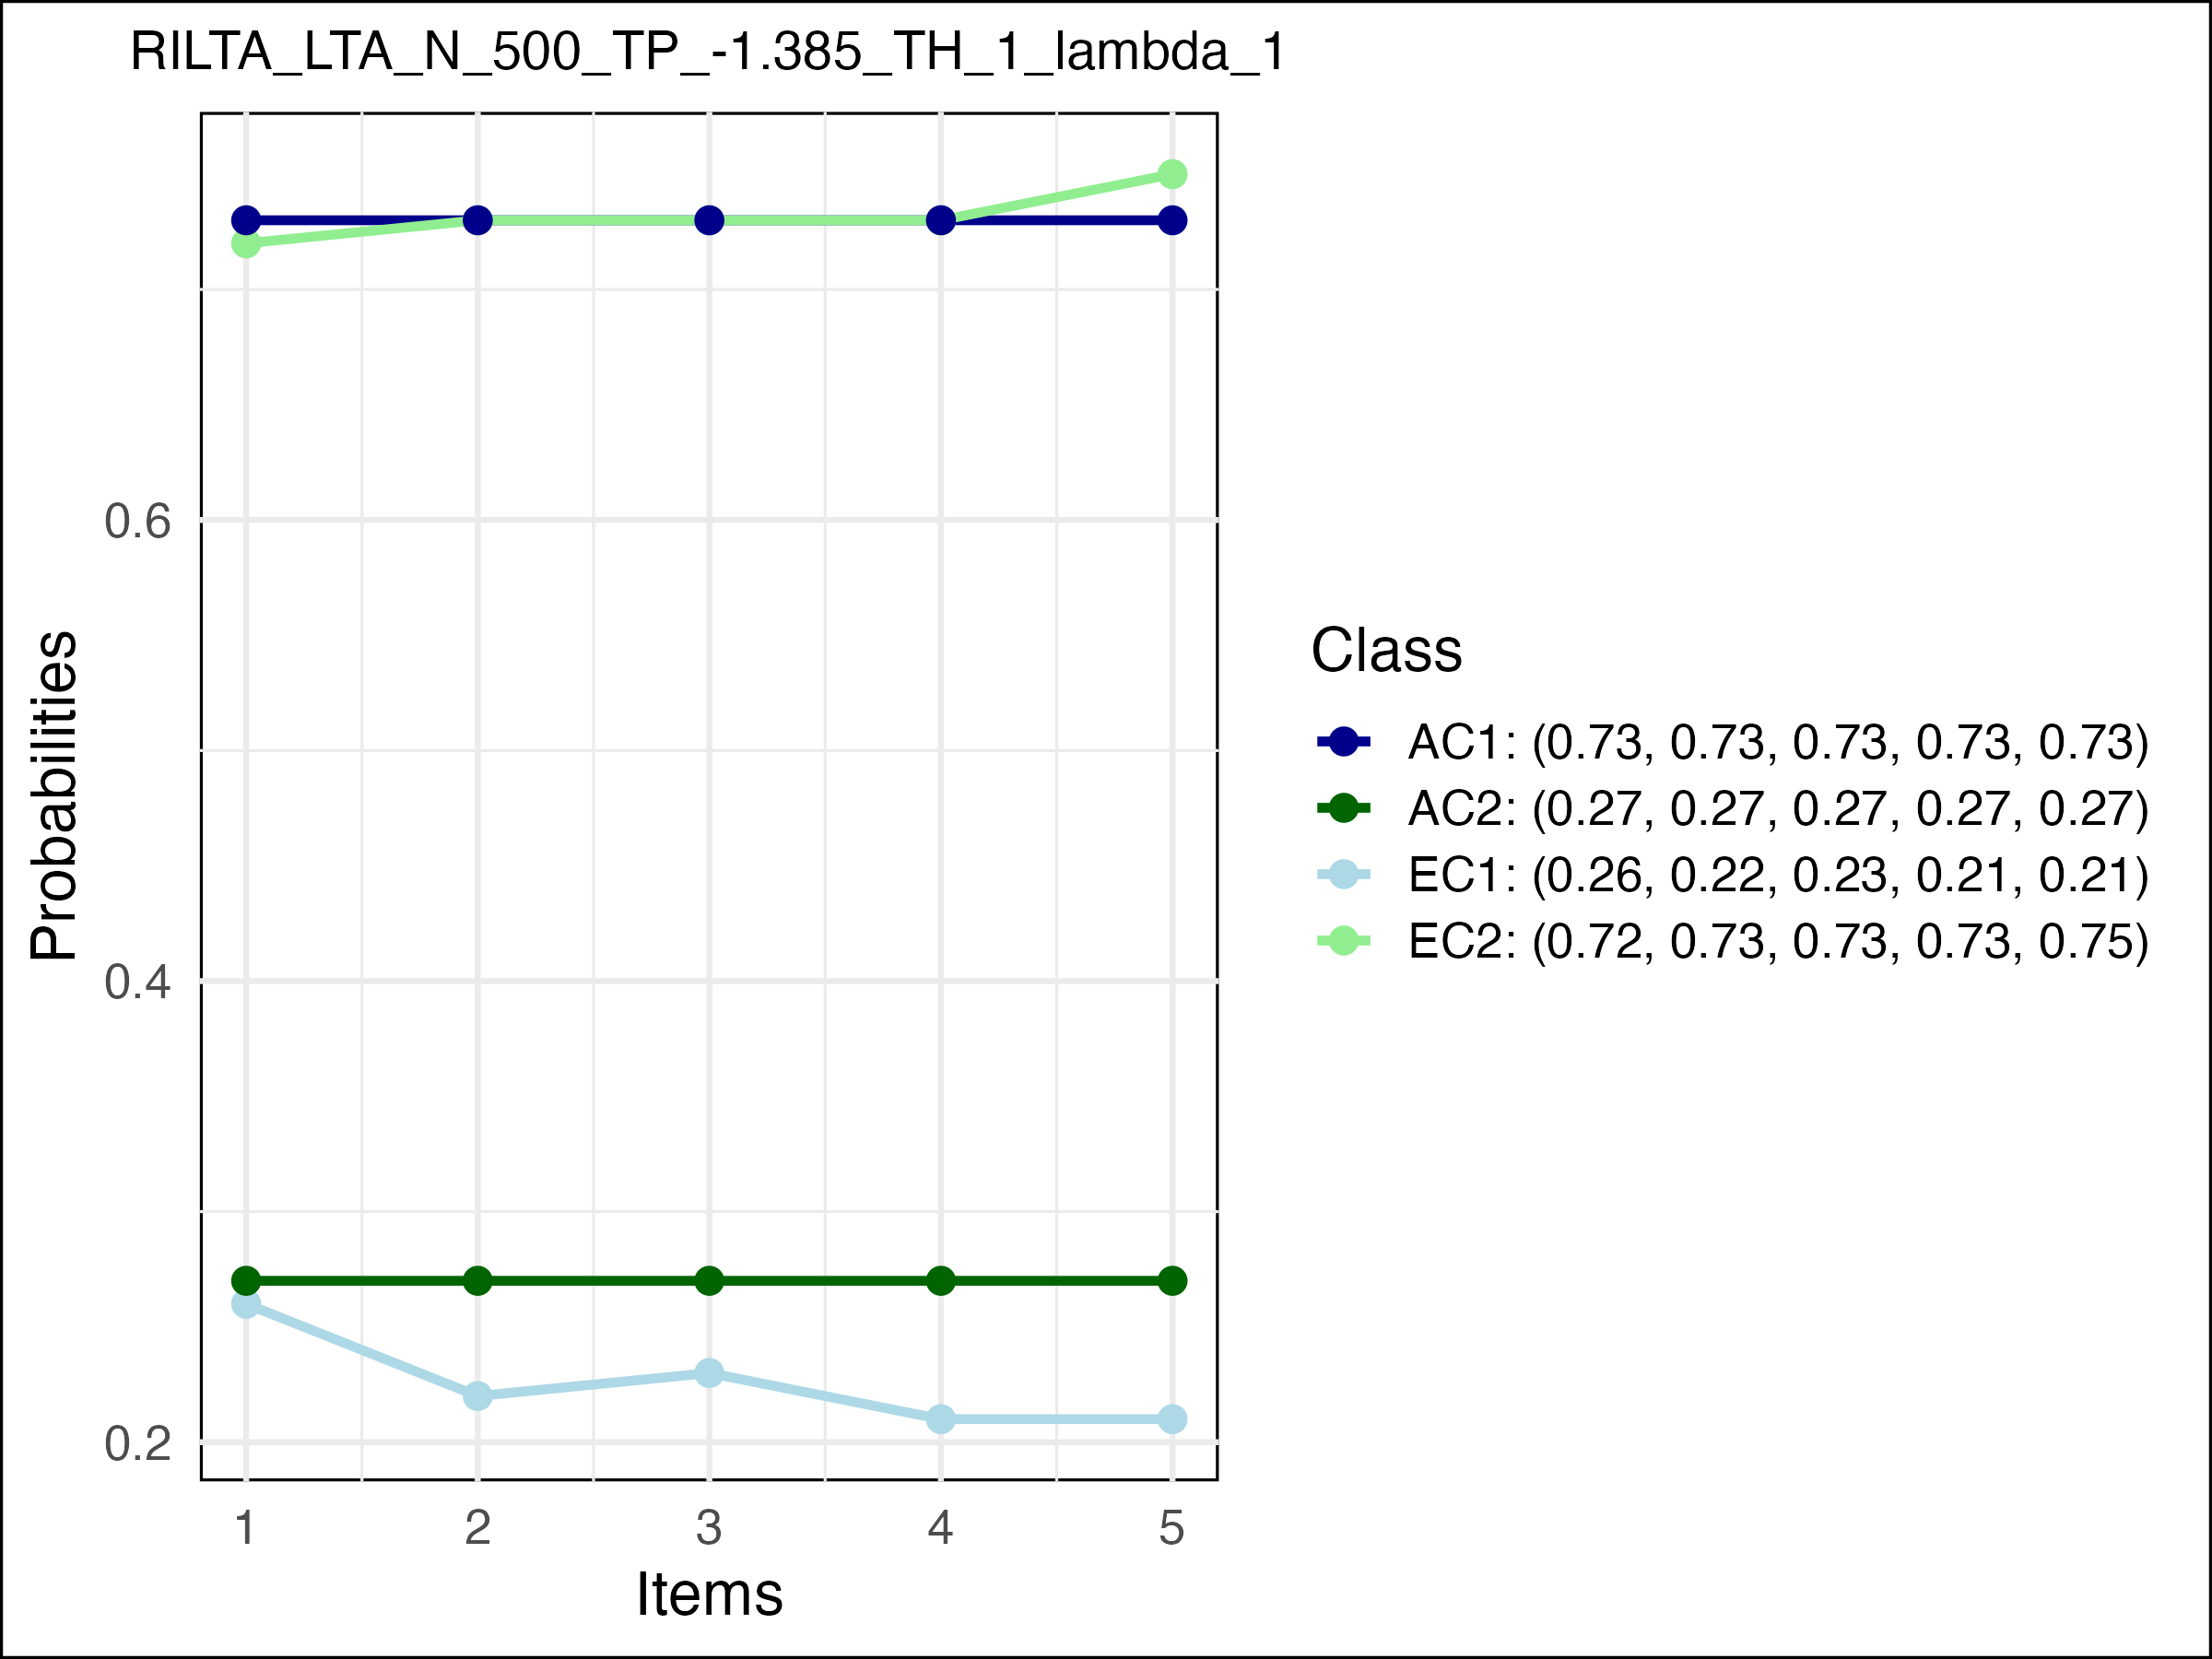 RILTA_LTA_N_500_TP_-1.385_TH_1_lambda_1
Probabilities
0.6
0.4
0.2
1 2 3 4 5
Items
Class
AC1: (0.73, 0.73, 0.73, 0.73, 0.73)
AC2: (0.27, 0.27, 0.27, 0.27, 0.27)
EC1: (0.26, 0.22, 0.23, 0.21, 0.21)
EC2: (0.72, 0.73, 0.73, 0.73, 0.75)